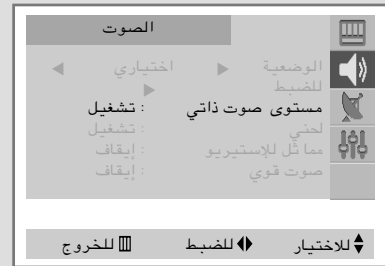 الصوت
الوضعية ◀ اختياري ▶
للضبط ◀
مستوى صوت ذاتي : تشغيل
لحني : تشغيل
مماثل للإستيريو : إيقاف
صوت قوي : إيقاف
للاختيار للضبط للخروج